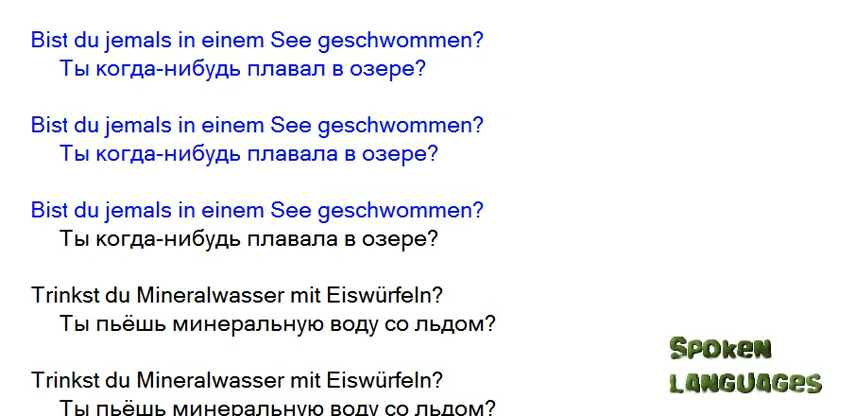 Bist du jemals in einem See geschwommen?
Ты когда-нибудь плавал в озере?
Bist du jemals in einem See geschwommen?
Ты когда-нибудь плавала в озере?
Bist du jemals in einem See geschwommen?
Ты когда-нибудь плавала в озере?
Trinkst du Mineralwasser mit Eiswürfeln?
Ты пьёшь минеральную воду со льдом?
Trinkst du Mineralwasser mit Eiswürfeln?
Ты пьёшь минеральную воду со льдом?
Spoken
Languages